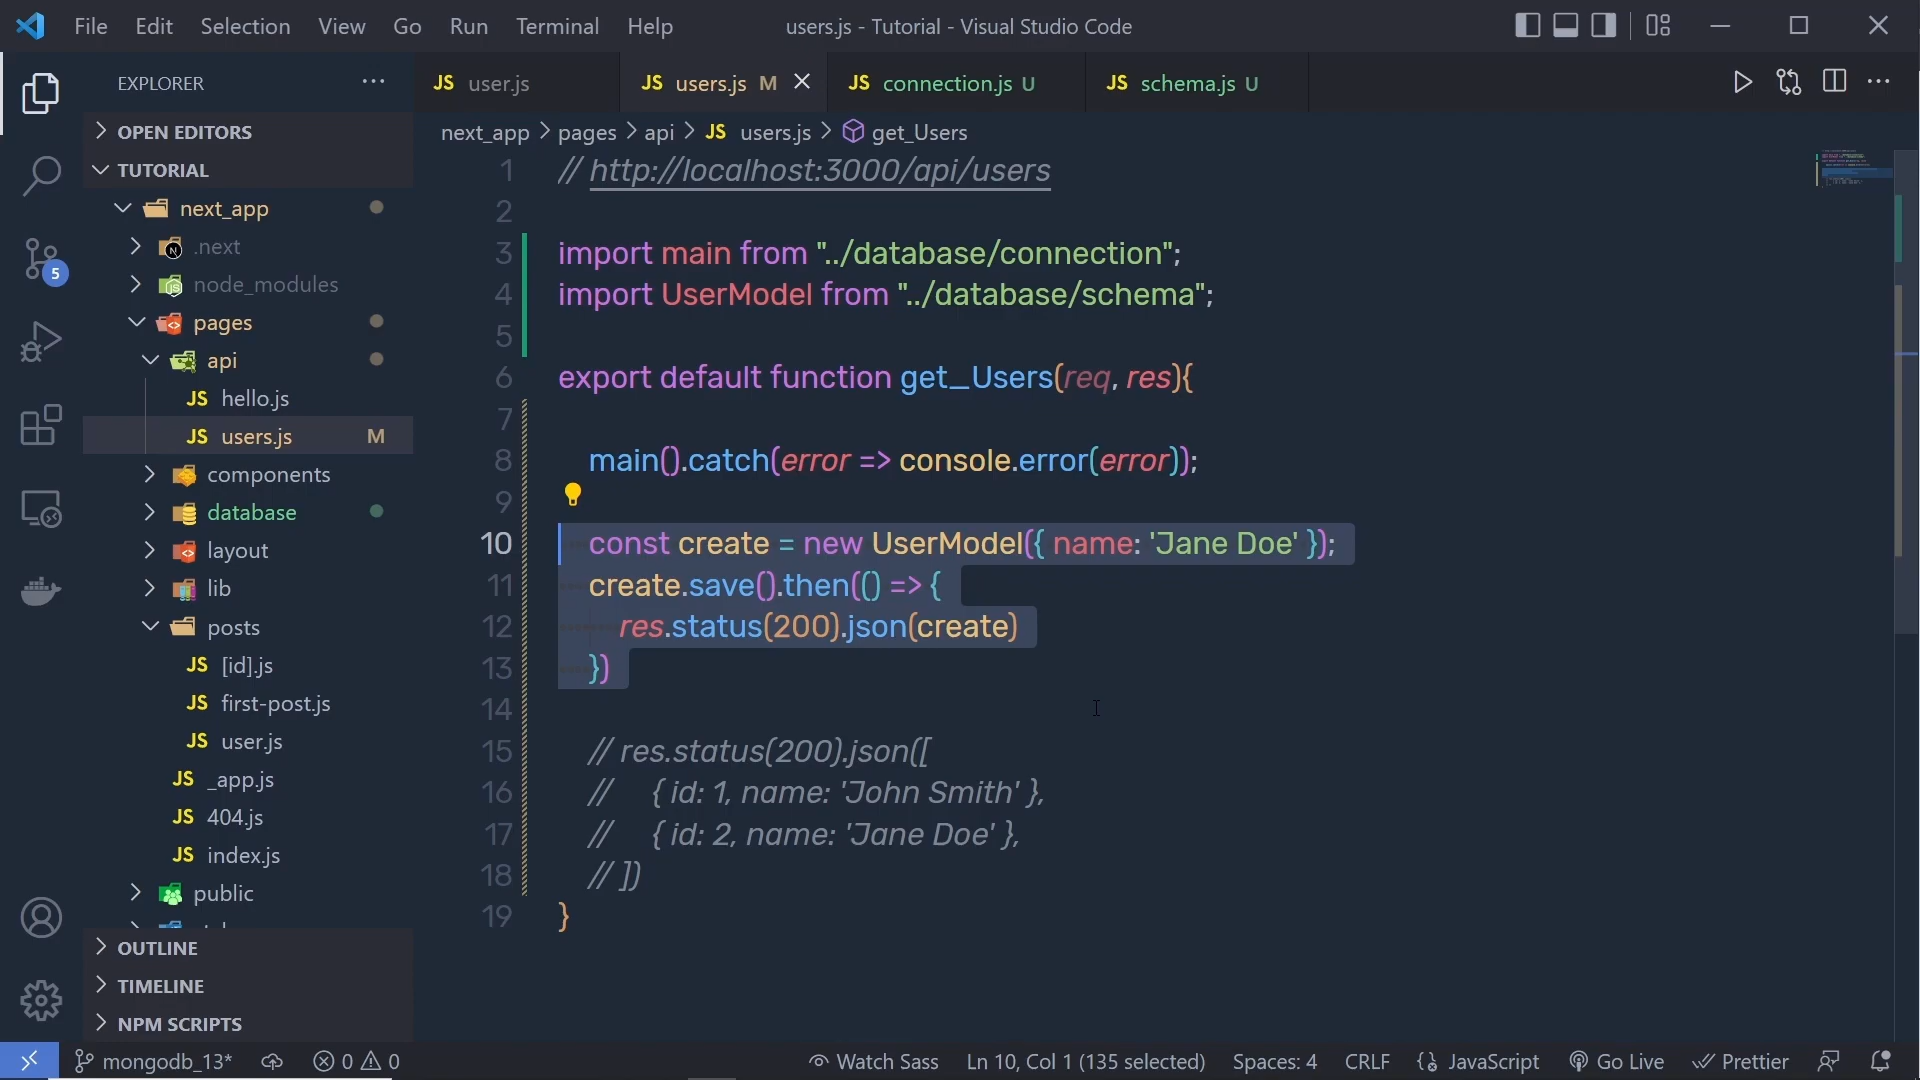 File Edit Selection View Go Run Terminal Help
users.js - Tutorial - Visual Studio Code
EXPLORER
OPEN EDITORS
TUTORIAL
next_app
.next
node_modules
pages
api
hello.js
users.js M
components
database
layout
lib
posts
[id].js
first-post.js
user.js
_app.js
404.js
index.js
public
OUTLINE
TIMELINE
NPM SCRIPTS
5
JS user.js
JS users.js M
JS connection.js U
JS schema.js U
next_app > pages > api > JS users.js > get_Users
1 // http://localhost:3000/api/users
2
3 import main from "../database/connection";
4 import UserModel from "../database/schema";
5
6 export default function get_Users(req, res){
7
8 main().catch(error => console.error(error));
9
10 const create = new UserModel({ name: 'Jane Doe' });
11 create.save().then(() => {
12 res.status(200).json(create)
13 })
14
15 // res.status(200).json([
16 // { id: 1, name: 'John Smith' },
17 // { id: 2, name: 'Jane Doe' },
18 // ])
19 }
mongodb_13* 0 0 Watch Sass Ln 10, Col 1 (135 selected) Spaces: 4 CRLF JavaScript Go Live Prettier